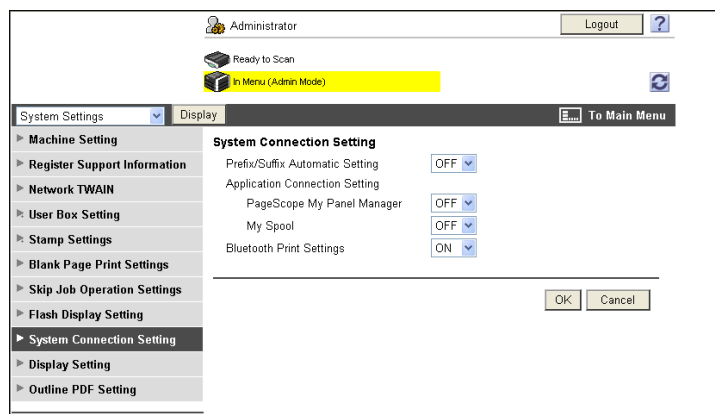 Administrator
Logout
?
Ready to Scan
In Menu (Admin Mode)
System Settings
Display
To Main Menu
Machine Setting
Register Support Information
Network TWAIN
User Box Setting
Stamp Settings
Blank Page Print Settings
Skip Job Operation Settings
Flash Display Setting
System Connection Setting
Display Setting
Outline PDF Setting
System Connection Setting
Prefix/Suffix Automatic Setting OFF
Application Connection Setting
PageScope My Panel Manager OFF
My Spool OFF
Bluetooth Print Settings ON
OK Cancel